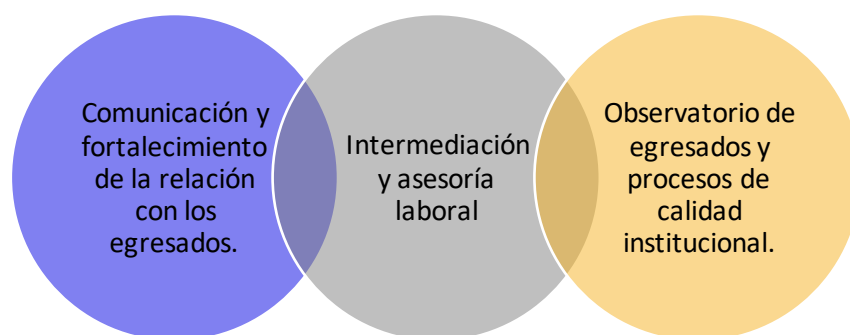 Comunicación y
fortalecimiento
de la relación
con los
egresados.
Intermediación
y asesoría
laboral
Observatorio de
egresados y
procesos de
calidad
institucional.